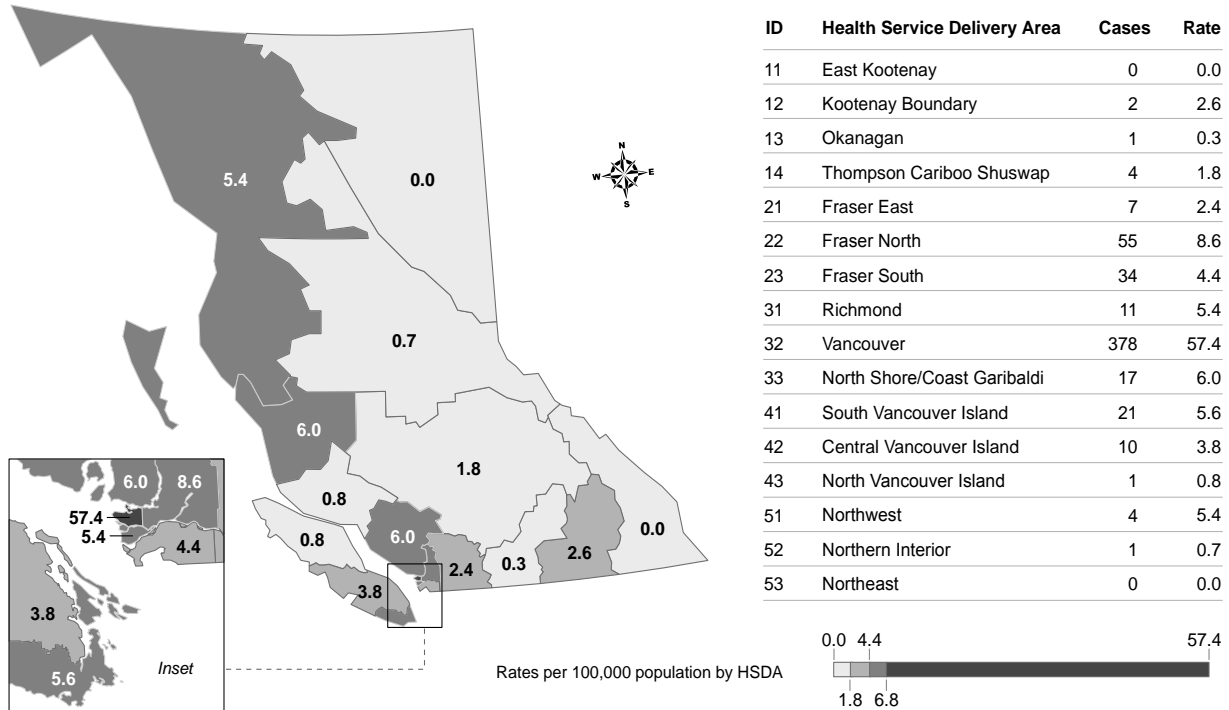 5.4
0.0
N
W E
S
0.7
6.0
1.8
0.8
0.8
6.0
2.4
0.3
2.6
0.0
3.8
6.0 8.6
57.4
5.4
4.4
3.8
5.6
Inset
Rates per 100,000 population by HSDA
ID Health Service Delivery Area Cases Rate
11 East Kootenay 0 0.0
12 Kootenay Boundary 2 2.6
13 Okanagan 1 0.3
14 Thompson Cariboo Shuswap 4 1.8
21 Fraser East 7 2.4
22 Fraser North 55 8.6
23 Fraser South 34 4.4
31 Richmond 11 5.4
32 Vancouver 378 57.4
33 North Shore/Coast Garibaldi 17 6.0
41 South Vancouver Island 21 5.6
42 Central Vancouver Island 10 3.8
43 North Vancouver Island 1 0.8
51 Northwest 4 5.4
52 Northern Interior 1 0.7
53 Northeast 0 0.0
0.0 4.4 57.4
1.8 6.8